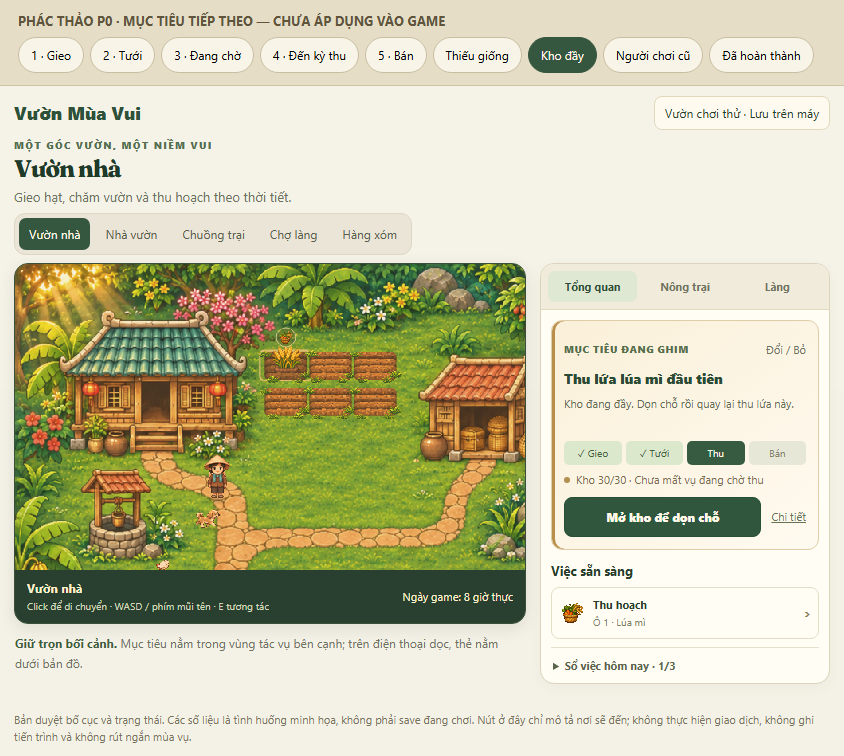 PHÁC THẢO P0 · MỤC TIÊU TIẾP THEO — CHƯA ÁP DỤNG VÀO GAME
1 · Gieo
2 · Tưới
3 · Đang chờ
4 · Đến kỳ thu
5 · Bán
Thiếu giống
Kho đầy
Người chơi cũ
Đã hoàn thành
Vườn Mùa Vui
Vườn chơi thử · Lưu trên máy
MỘT GÓC VƯỜN, MỘT NIỀM VUI
Vườn nhà
Gieo hạt, chăm vườn và thu hoạch theo thời tiết.
Vườn nhà
Nhà vườn
Chuồng trại
Chợ làng
Hàng xóm
Vườn nhà
Click để di chuyển · WASD / phím mũi tên · E tương tác
Ngày game: 8 giờ thực
Giữ trọn bối cảnh. Mục tiêu nằm trong vùng tác vụ bên cạnh; trên điện thoại dọc, thẻ nằm
dưới bản đồ.
Tổng quan
Nông trại
Làng
MỤC TIÊU ĐANG GHIM
Đổi / Bỏ
Thu lứa lúa mì đầu tiên
Kho đang đầy. Dọn chỗ rồi quay lại thu lứa này.
✓ Gieo
✓ Tưới
Thu
Bán
Kho 30/30 · Chưa mất vụ đang chờ thu
Mở kho để dọn chỗ
Chi tiết
Việc sẵn sàng
Thu hoạch
Ô 1 · Lúa mì
›
▶ Sổ việc hôm nay · 1/3
Bản duyệt bố cục và trạng thái. Các số liệu là tình huống minh họa, không phải save đang chơi. Nút ở đây chỉ mô tả nơi sẽ đến; không thực hiện giao dịch, không ghi
tiến trình và không rút ngắn mùa vụ.